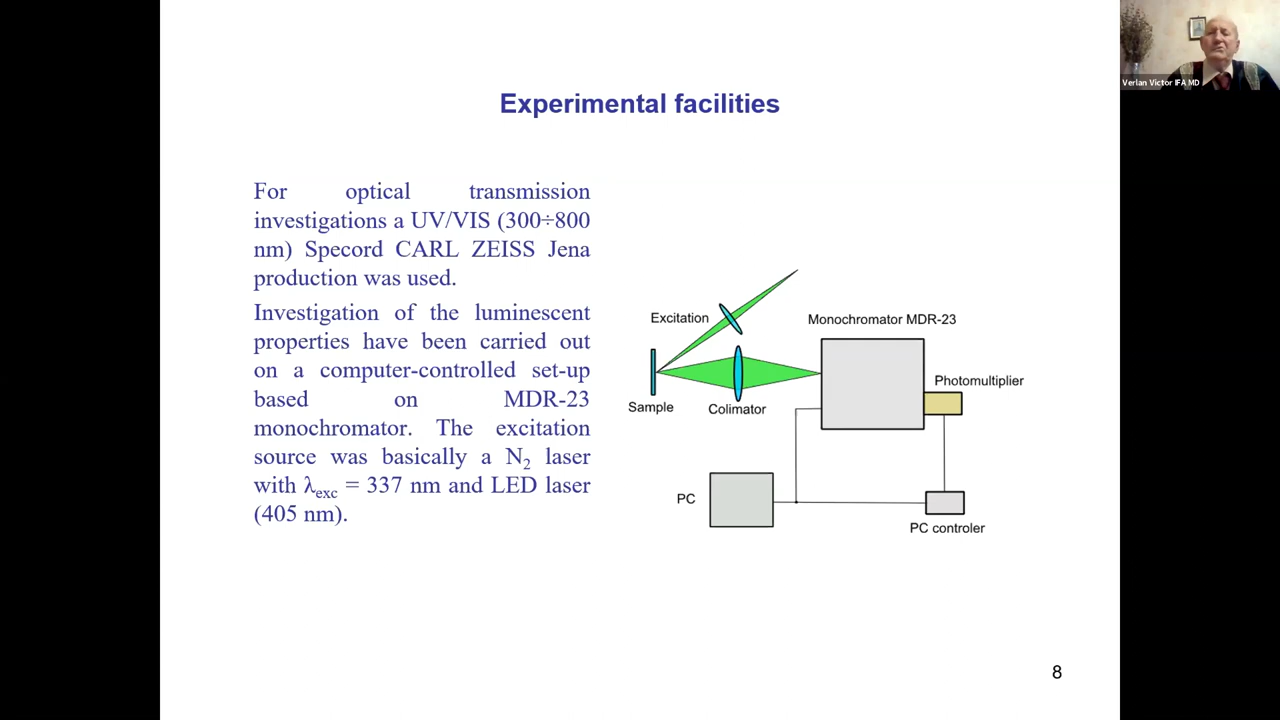 Verlan Victor IFA MD
Experimental facilities
For optical transmission
investigations a UV/VIS (300÷800
nm) Specord CARL ZEISS Jena
production was used.
Investigation of the luminescent
properties have been carried out
on a computer-controlled set-up
based on MDR-23
monochromator. The excitation
source was basically a N₂ laser
with λexc = 337 nm and LED laser
(405 nm).
Excitation
Monochromator MDR-23
Photomultiplier
Sample
Colimator
PC
PC controler
8